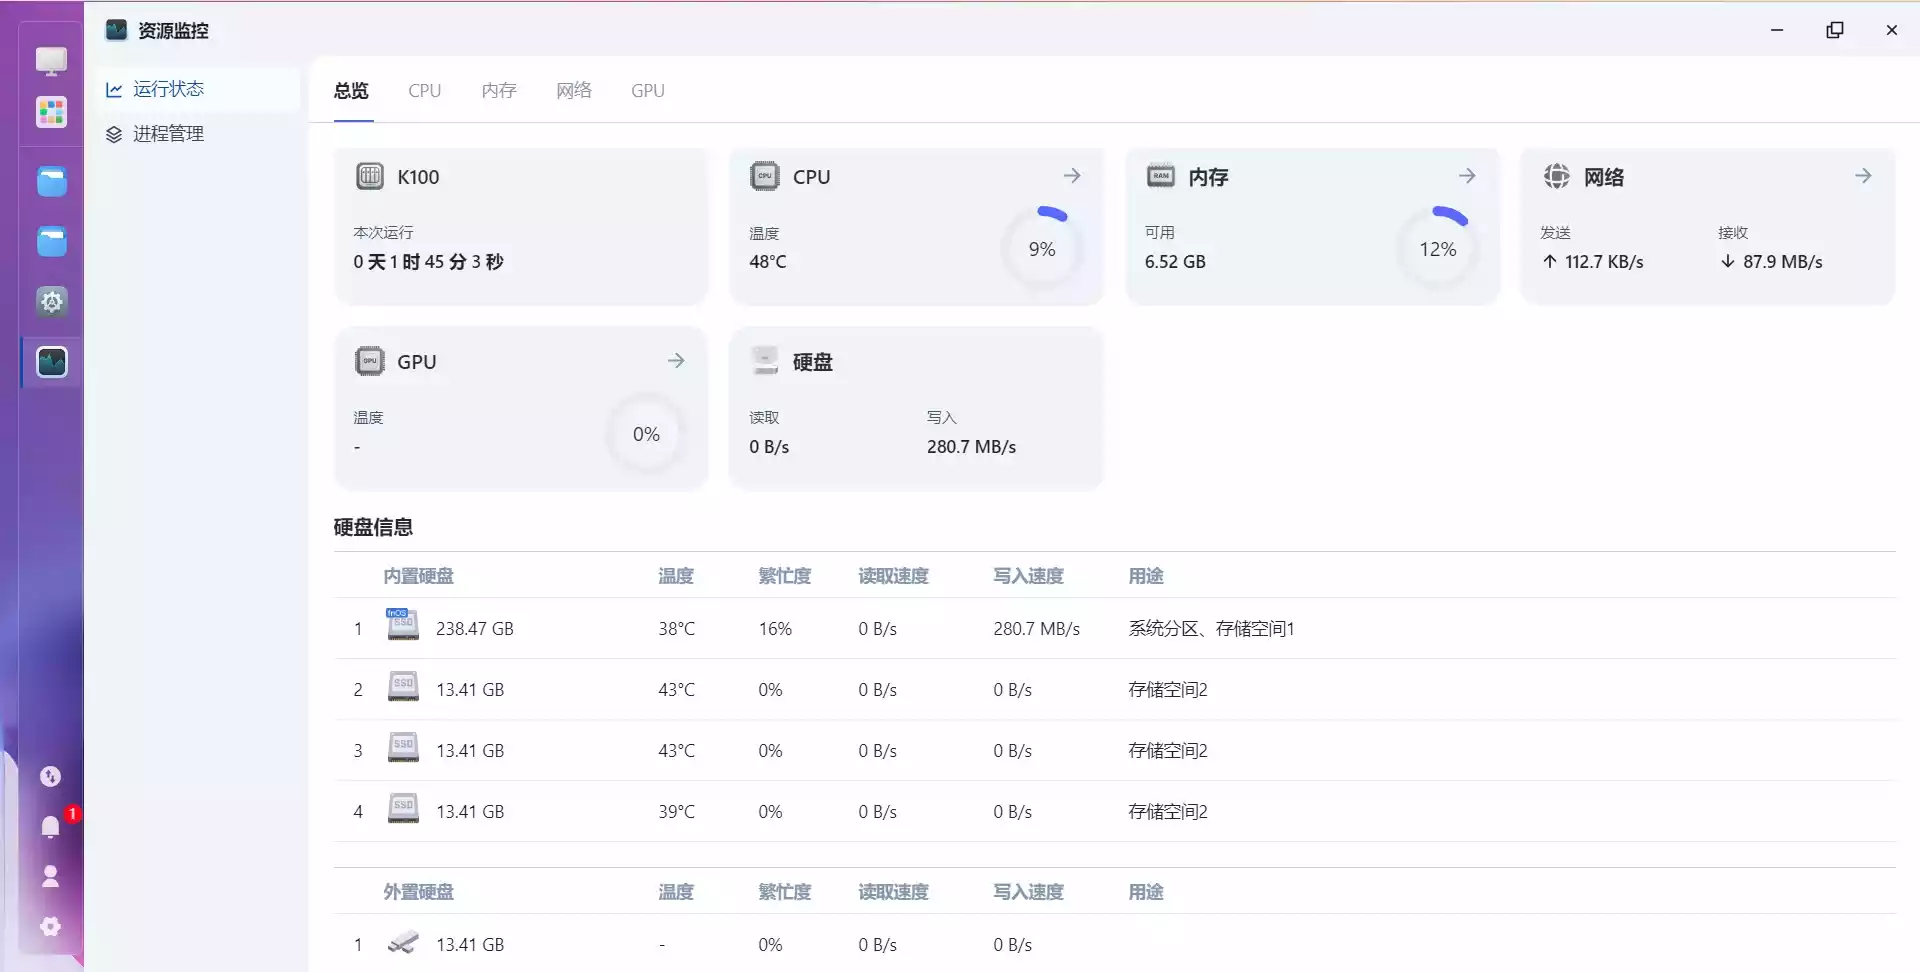 资源监控
运行状态
进程管理
总览 CPU 内存 网络 GPU
K100
本次运行
0 天 1 时 45 分 3 秒
CPU
CPU
温度
48°C
9%
RAM
内存
可用
6.52 GB
12%
网络
发送 接收
112.7 KB/s 87.9 MB/s
GPU
GPU
温度
-
0%
硬盘
读取 写入
0 B/s 280.7 MB/s
硬盘信息
内置硬盘 温度 繁忙度 读取速度 写入速度 用途
fnOS
SSD
1 238.47 GB 38°C 16% 0 B/s 280.7 MB/s 系统分区、存储空间1
SSD
2 13.41 GB 43°C 0% 0 B/s 0 B/s 存储空间2
SSD
3 13.41 GB 43°C 0% 0 B/s 0 B/s 存储空间2
SSD
4 13.41 GB 39°C 0% 0 B/s 0 B/s 存储空间2
1
外置硬盘 温度 繁忙度 读取速度 写入速度 用途
1 13.41 GB - 0% 0 B/s 0 B/s